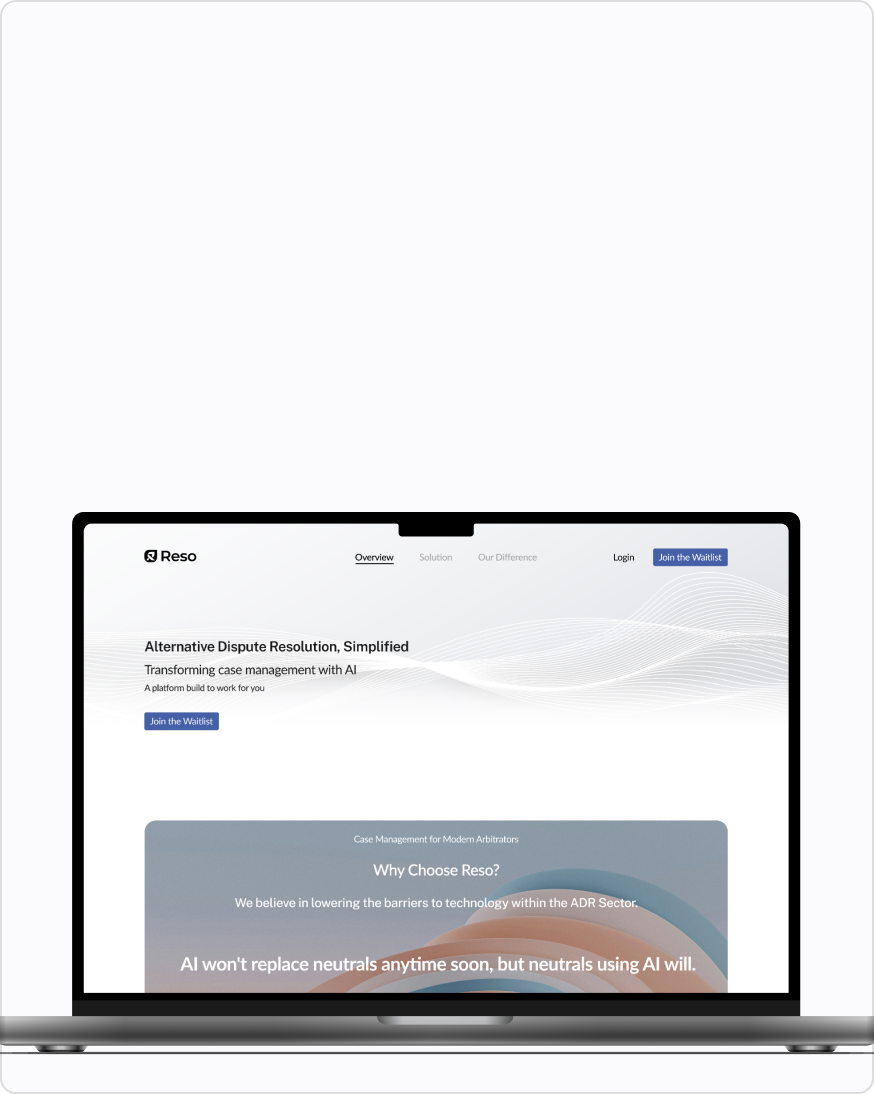 Reso
Overview
Solution
Our Difference
Login
Join the Waitlist
Alternative Dispute Resolution, Simplified
Transforming case management with AI
A platform build to work for you
Join the Waitlist
Case Management for Modern Arbitrators
Why Choose Reso?
We believe in lowering the barriers to technology within the ADR Sector.
AI won't replace neutrals anytime soon, but neutrals using AI will.